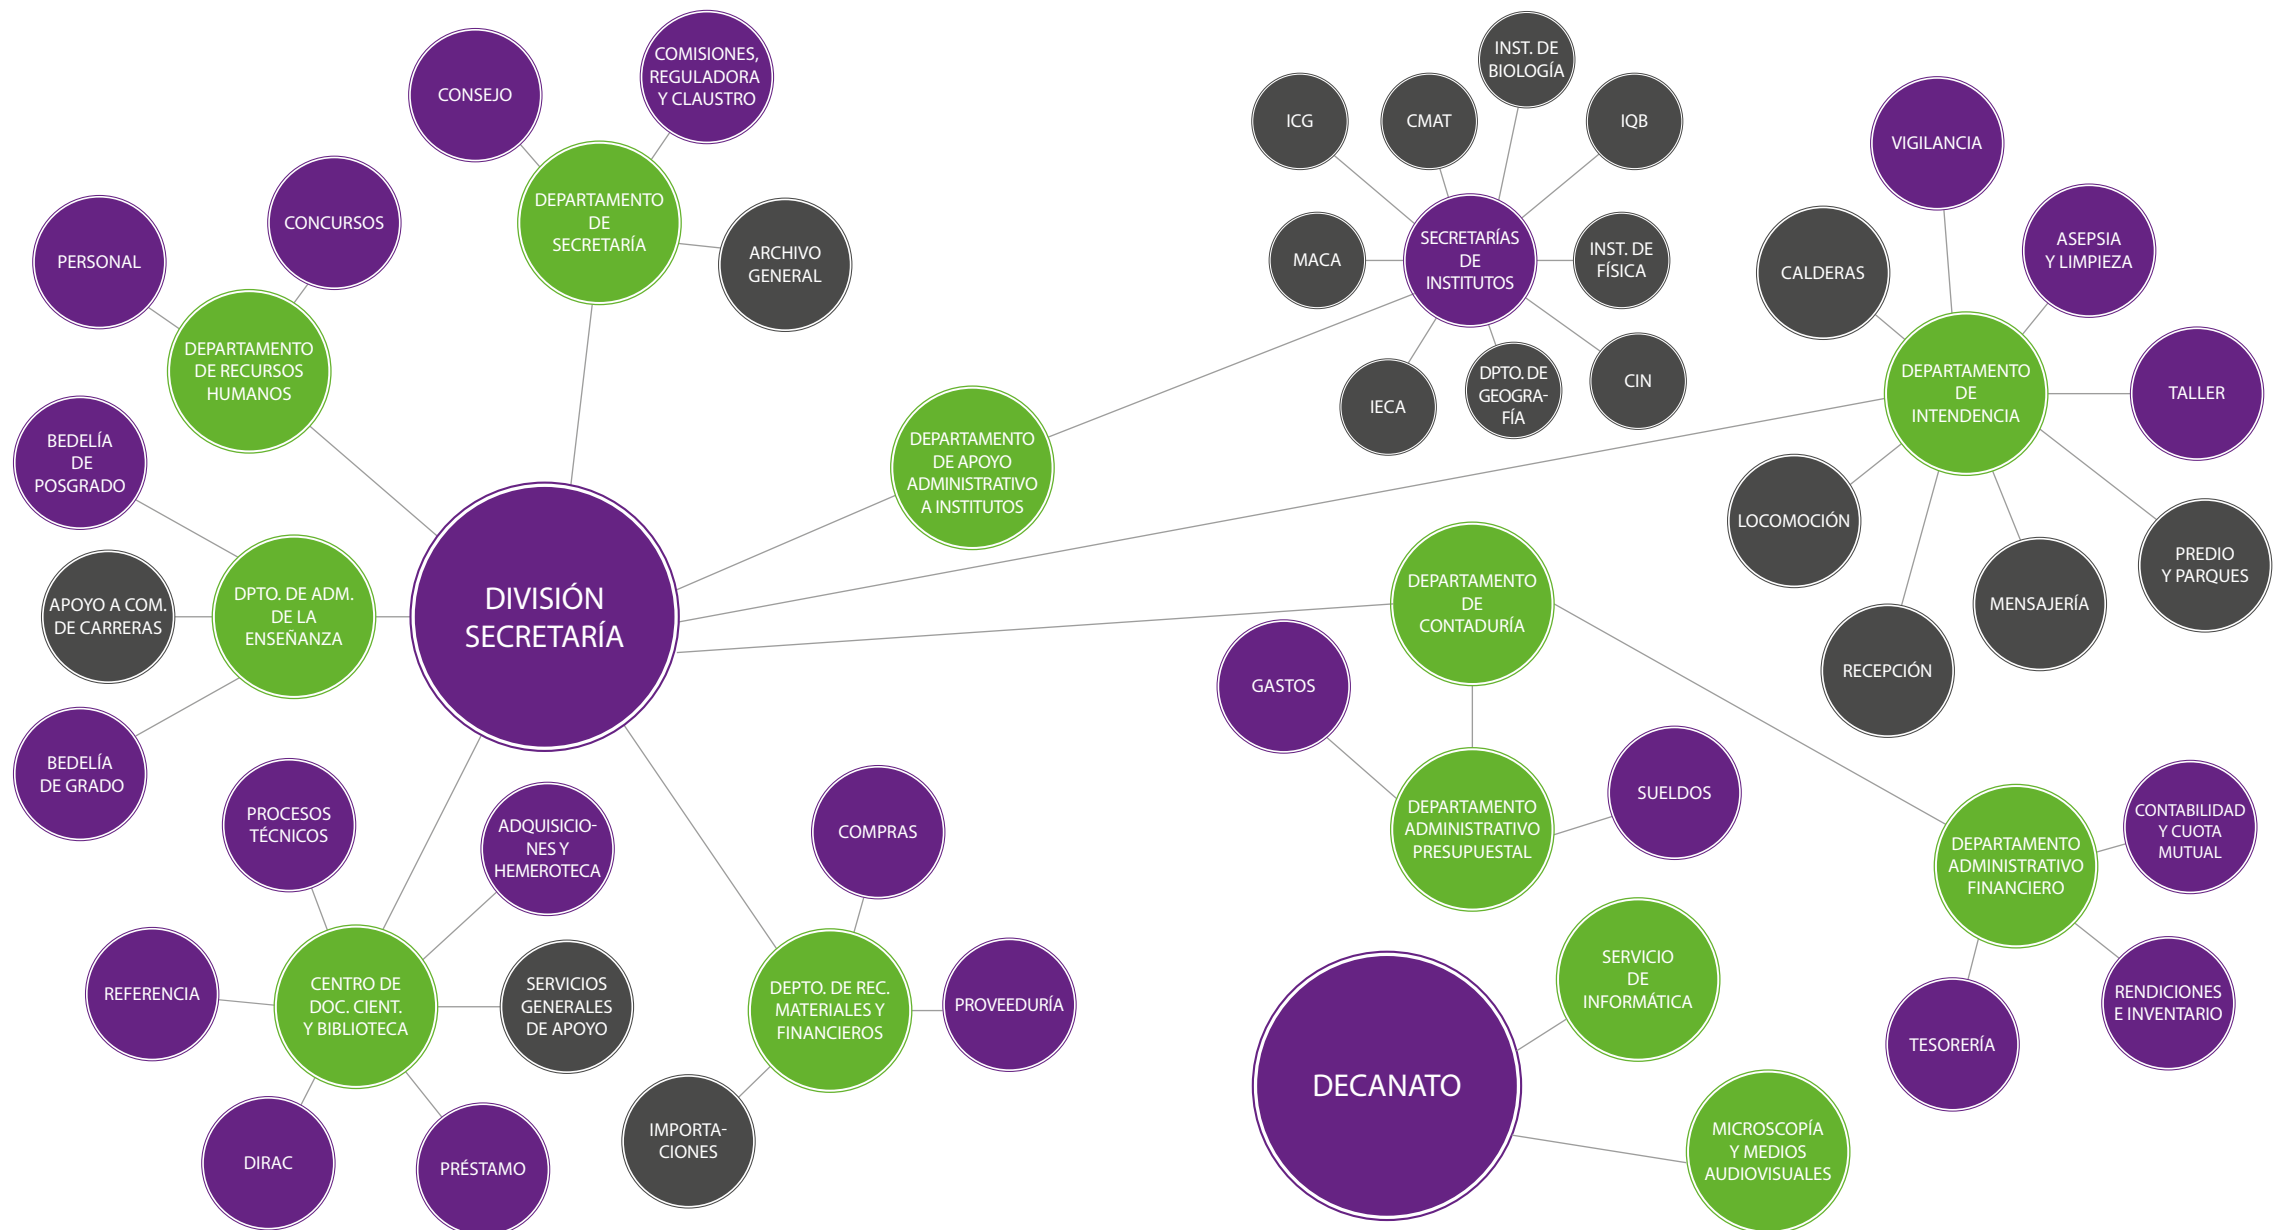 CONSEJO
COMISIONES,
REGULADORA
Y CLAUSTRO
DEPARTAMENTO
DE
SECRETARÍA
ARCHIVO
GENERAL
PERSONAL
CONCURSOS
DEPARTAMENTO
DE RECURSOS
HUMANOS
BEDELÍA
DE
POSGRADO
APOYO A COM.
DE CARRERAS
DPTO. DE ADM.
DE LA
ENSEÑANZA
BEDELÍA
DE GRADO
DIVISIÓN
SECRETARÍA
PROCESOS
TÉCNICOS
ADQUISICIO-
NES Y
HEMEROTECA
REFERENCIA
CENTRO DE
DOC. CIENT.
Y BIBLIOTECA
SERVICIOS
GENERALES
DE APOYO
DIRAC
PRÉSTAMO
COMPRAS
DEPTO. DE REC.
MATERIALES Y
FINANCIEROS
PROVEEDURÍA
IMPORTA-
CIONES
DEPARTAMENTO
DE APOYO
ADMINISTRATIVO
A INSTITUTOS
ICG
CMAT
INST. DE
BIOLOGÍA
IQB
MACA
SECRETARÍAS
DE
INSTITUTOS
INST. DE
FÍSICA
IECA
DPTO. DE
GEOGRA-
FÍA
CIN
VIGILANCIA
CALDERAS
ASEPSIA
Y LIMPIEZA
DEPARTAMENTO
DE
INTENDENCIA
TALLER
LOCOMOCIÓN
PREDIO
Y PARQUES
MENSAJERÍA
RECEPCIÓN
DEPARTAMENTO
DE
CONTADURÍA
GASTOS
DEPARTAMENTO
ADMINISTRATIVO
PRESUPUESTAL
SUELDOS
CONTABILIDAD
Y CUOTA
MUTUAL
DEPARTAMENTO
ADMINISTRATIVO
FINANCIERO
RENDICIONES
E INVENTARIO
TESORERÍA
DECANATO
SERVICIO
DE
INFORMÁTICA
MICROSCOPÍA
Y MEDIOS
AUDIOVISUALES